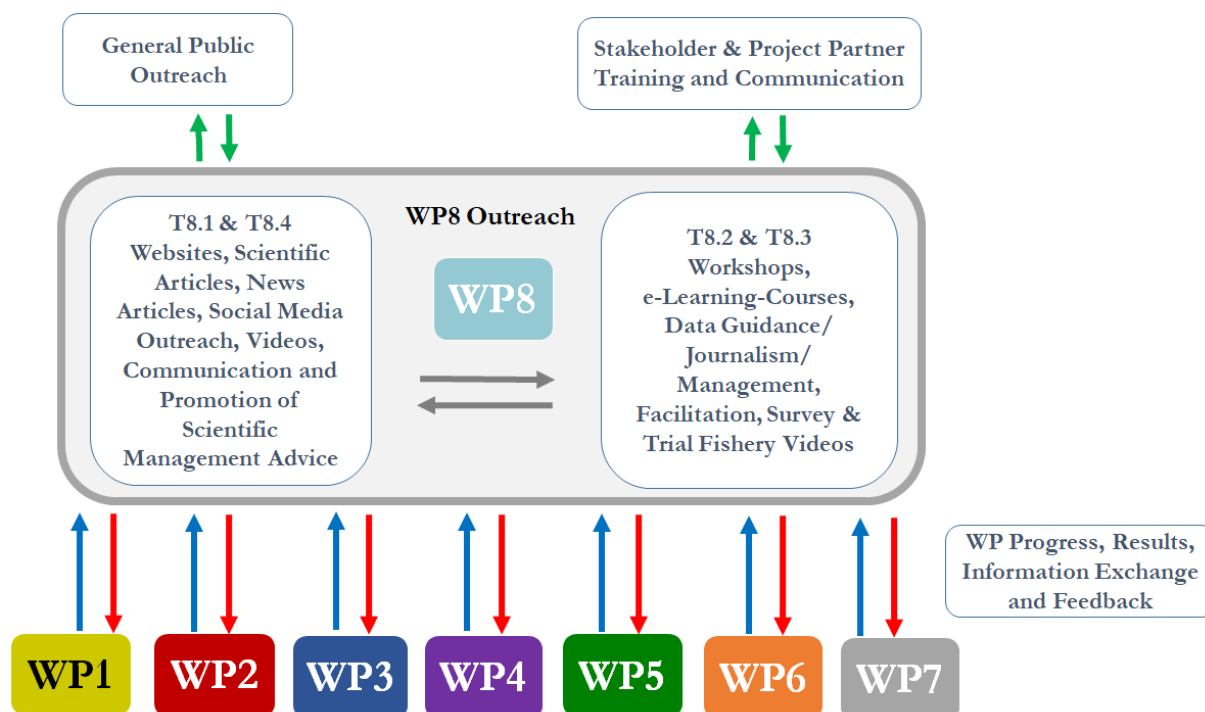 General Public
Outreach
Stakeholder & Project Partner
Training and Communication
T8.1 & T8.4
Websites, Scientific
Articles, News
Articles, Social Media
Outreach, Videos,
Communication and
Promotion of
Scientific
Management Advice
WP8 Outreach
WP8
T8.2 & T8.3
Workshops,
e-Learning-Courses,
Data Guidance/
Journalism/
Management,
Facilitation, Survey &
Trial Fishery Videos
WP Progress, Results,
Information Exchange
and Feedback
WP1
WP2
WP3
WP4
WP5
WP6
WP7